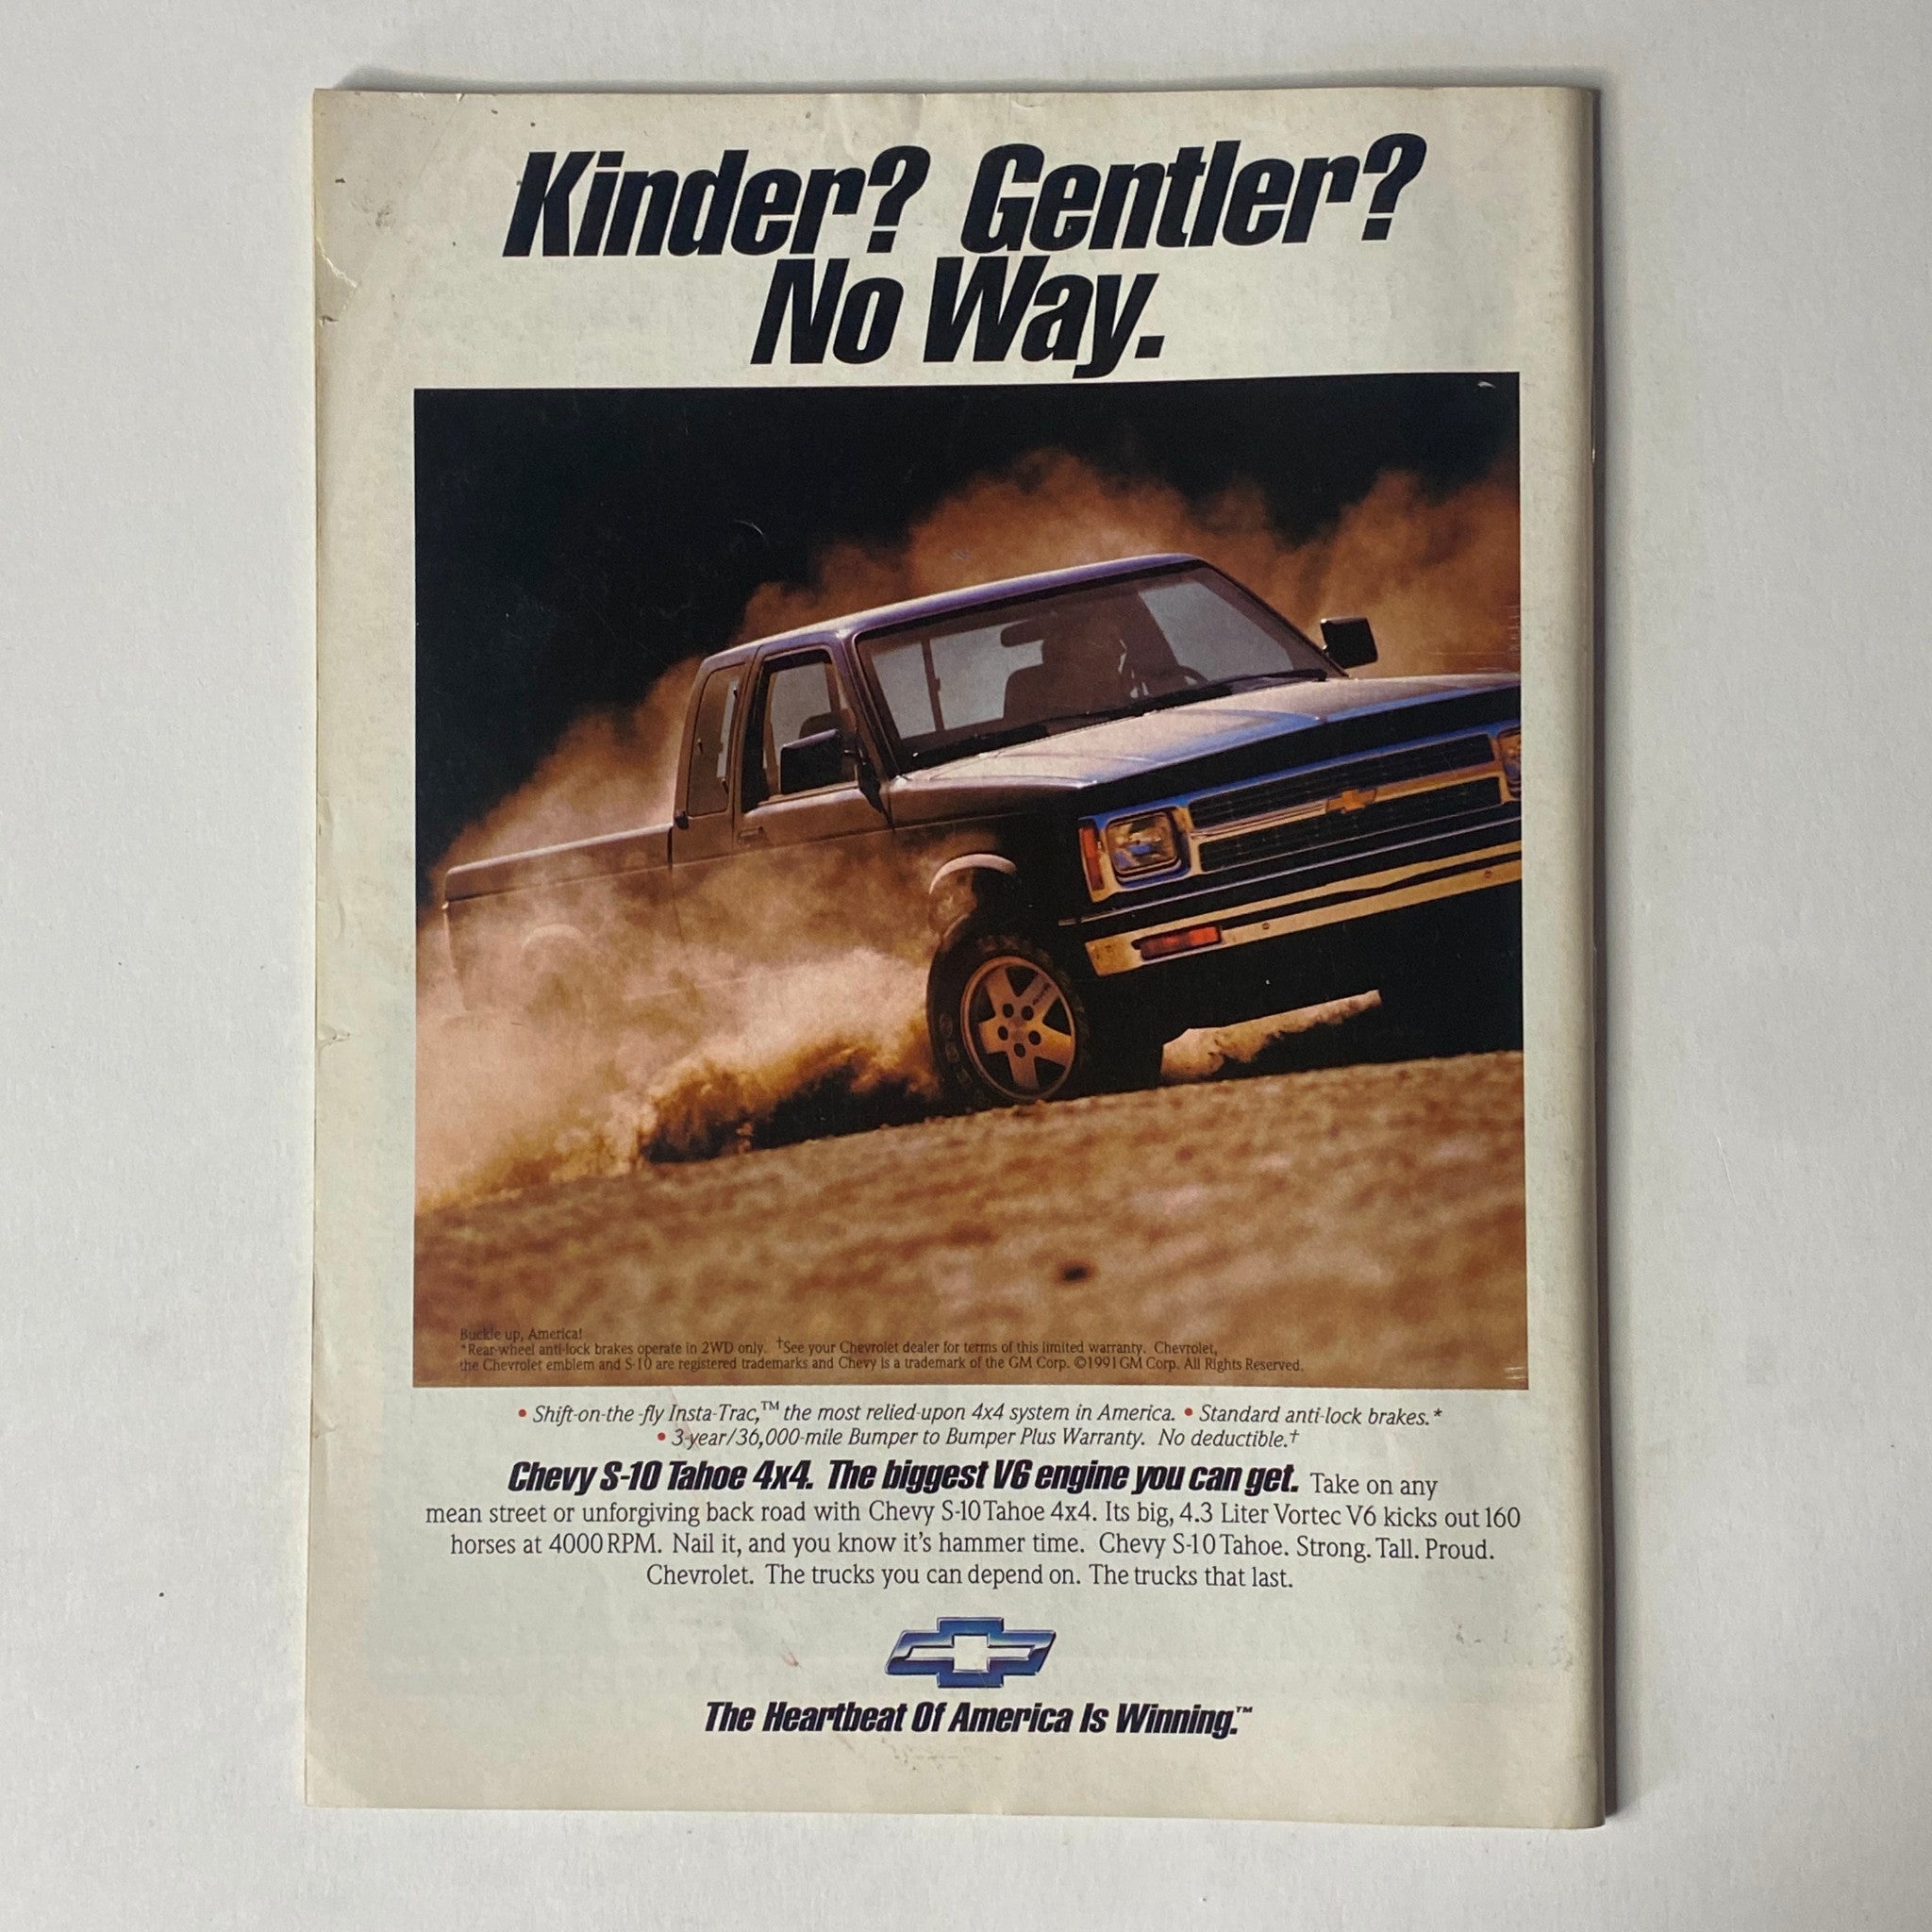 Kinder? Gentler?
No Way.
Buckle up, America!
*Rear-wheel anti-lock brakes operate in 2WD only. †See your Chevrolet dealer for terms of this limited warranty. Chevrolet,
the Chevrolet emblem and S-10 are registered trademarks and Chevy is a trademark of the GM Corp. ©1991 GM Corp. All Rights Reserved.
• Shift-on-the-fly Insta-Trac,™ the most relied-upon 4x4 system in America. • Standard anti-lock brakes.*
• 3-year/36,000-mile Bumper to Bumper Plus Warranty. No deductible.†
Chevy S-10 Tahoe 4x4. The biggest V6 engine you can get. Take on any
mean street or unforgiving back road with Chevy S-10 Tahoe 4x4. Its big, 4.3 Liter Vortec V6 kicks out 160
horses at 4000 RPM. Nail it, and you know it's hammer time. Chevy S-10 Tahoe. Strong. Tall. Proud.
Chevrolet. The trucks you can depend on. The trucks that last.
The Heartbeat Of America Is Winning.™